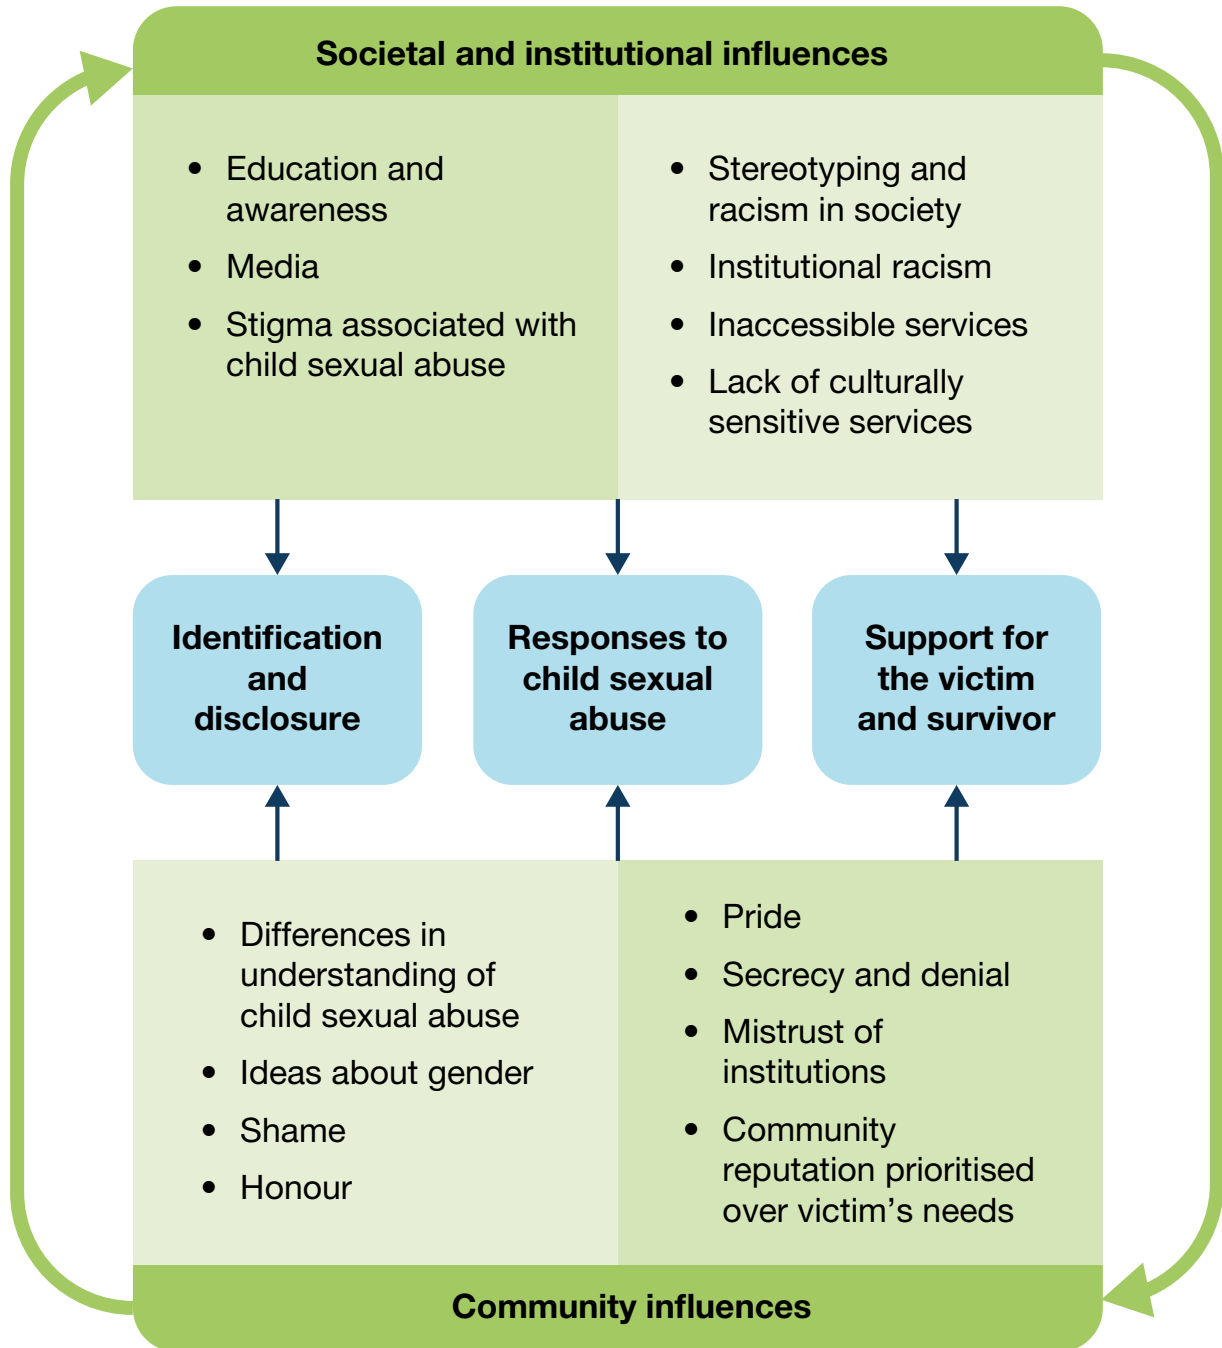 Societal and institutional influences
• Education and
awareness
• Media
• Stigma associated with
child sexual abuse
• Stereotyping and
racism in society
• Institutional racism
• Inaccessible services
• Lack of culturally
sensitive services
Identification
and
disclosure
Responses to
child sexual
abuse
Support for
the victim
and survivor
• Differences in
understanding of
child sexual abuse
• Ideas about gender
• Shame
• Honour
• Pride
• Secrecy and denial
• Mistrust of
institutions
• Community
reputation prioritised
over victim’s needs
Community influences